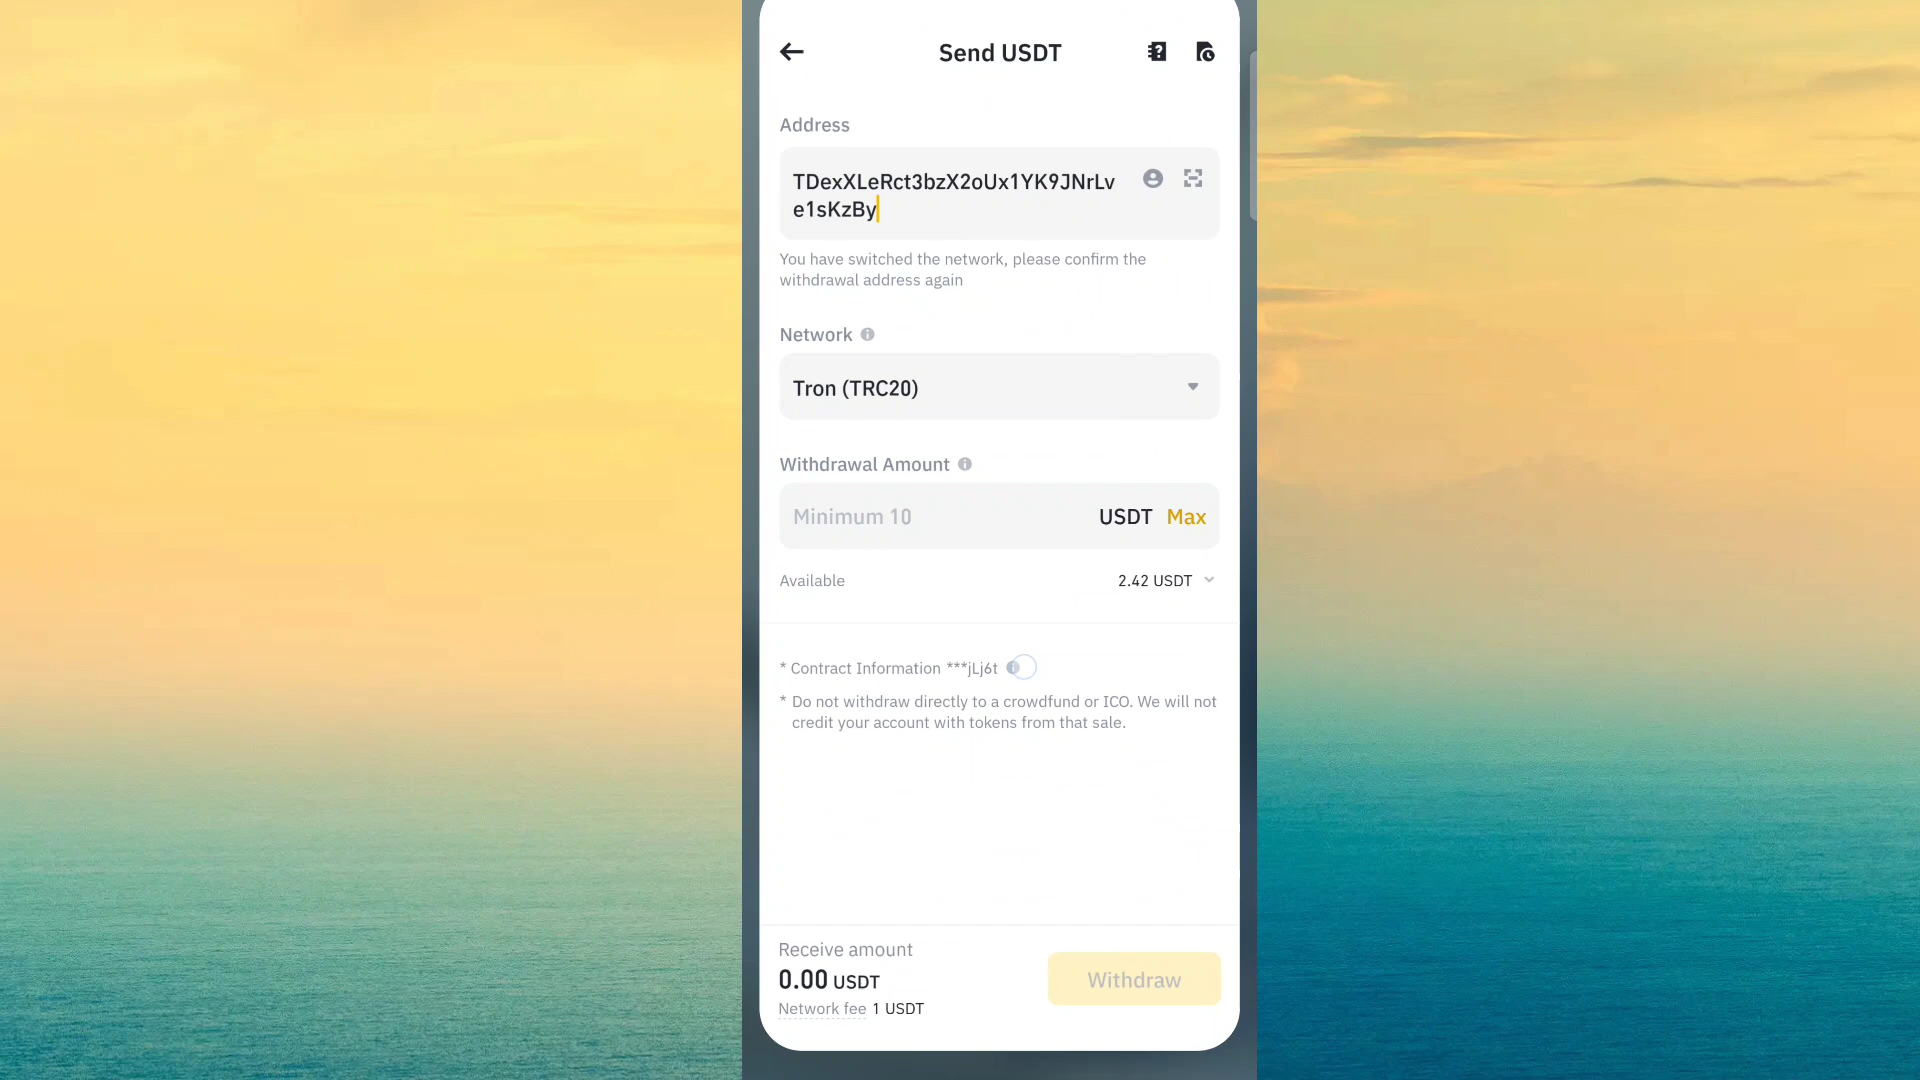 Send USDT
Address
TDexXLeRct3bzX2oUx1YK9JNrLv
e1sKzBy
You have switched the network, please confirm the
withdrawal address again
Network
Tron (TRC20)
Withdrawal Amount
Minimum 10 USDT Max
Available 2.42 USDT
* Contract Information ***jLj6t
* Do not withdraw directly to a crowdfund or ICO. We will not
credit your account with tokens from that sale.
Receive amount
0.00 USDT
Withdraw
Network fee 1 USDT